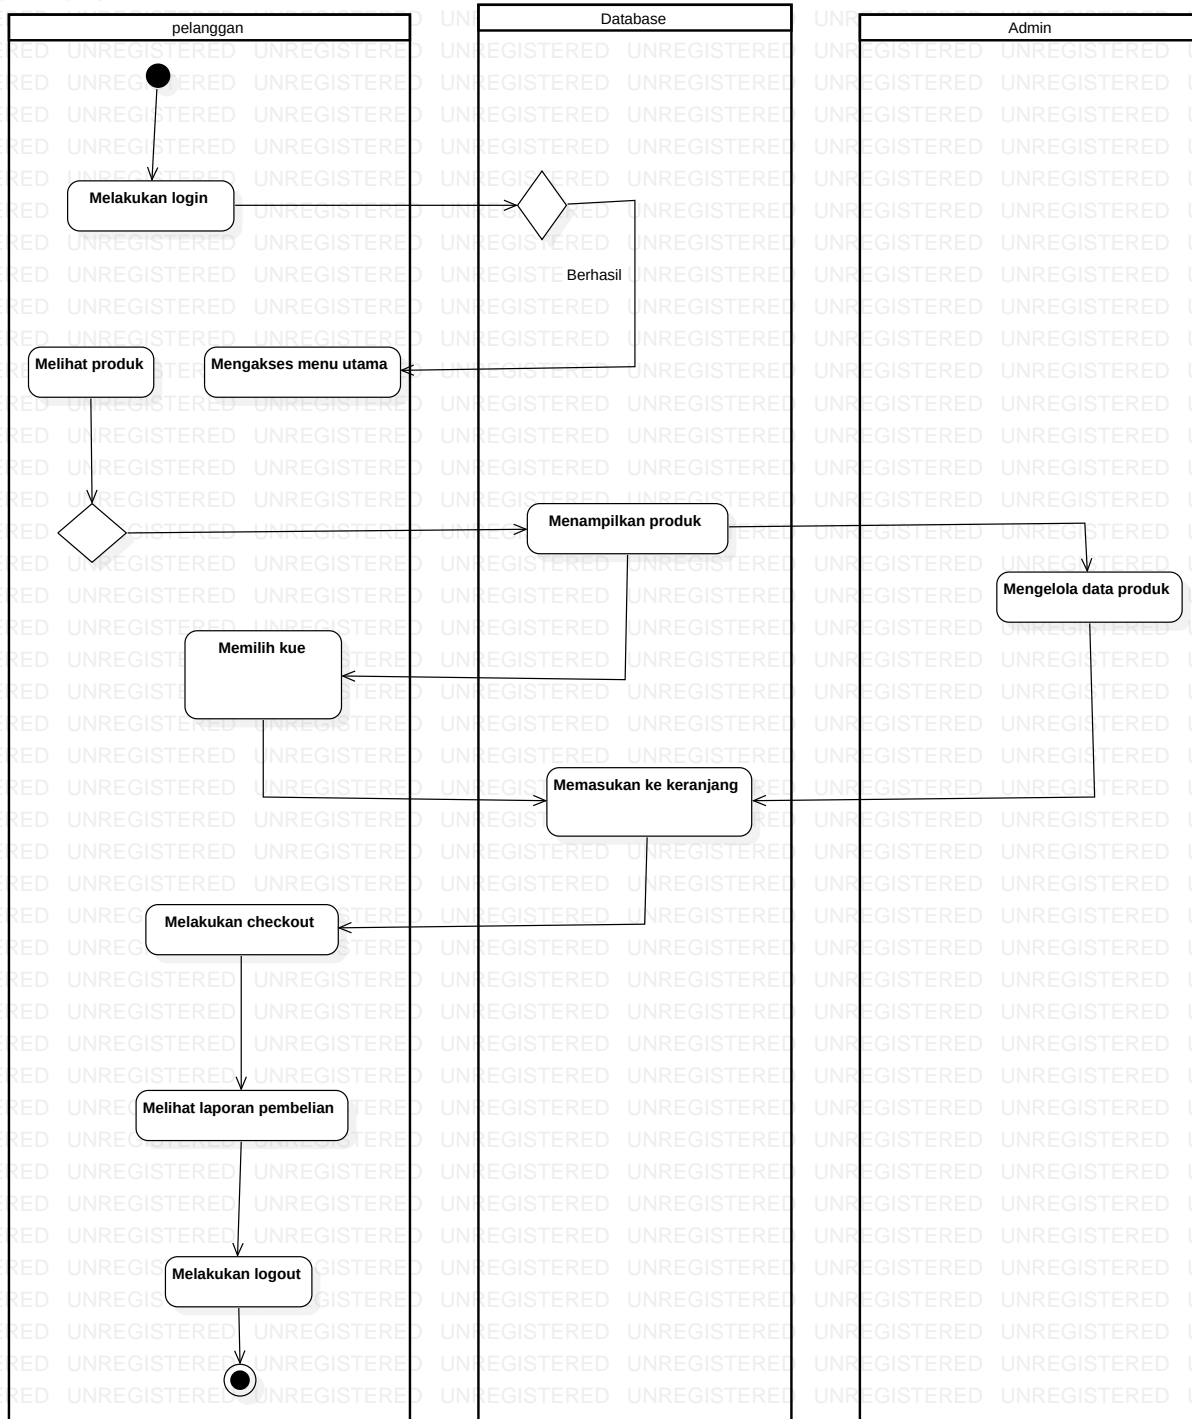 pelanggan
Database
Admin
Melakukan login
Berhasil
Melihat produk
Mengakses menu utama
Menampilkan produk
Mengelola data produk
Memilih kue
Memasukan ke keranjang
Melakukan checkout
Melihat laporan pembelian
Melakukan logout
UNREGISTERED